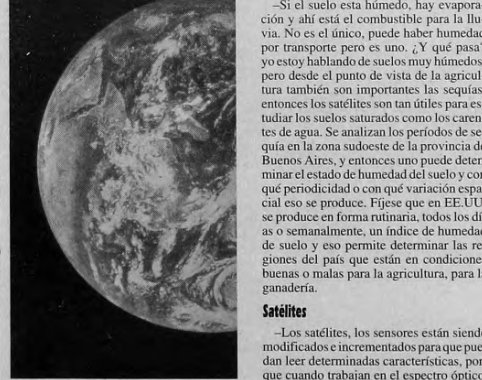 –Si el suelo esta húmedo, hay evapora-
ción y ahí está el combustible para la llu-
via. No es el único, puede haber humedad
por transporte pero es uno. ¿Y qué pasa?
yo estoy hablando de suelos muy húmedos,
pero desde el punto de vista de la agricul-
tura también son importantes las sequías,
entonces los satélites son tan útiles para es-
tudiar los suelos saturados como los caren-
tes de agua. Se analizan los períodos de se-
quía en la zona sudoeste de la provincia de
Buenos Aires, y entonces uno puede deter-
minar el estado de humedad del suelo y con
qué periodicidad o con qué variación espa-
cial eso se produce. Fíjese que en EE.UU.
se produce en forma rutinaria, todos los dí-
as o semanalmente, un índice de humedad
de suelo y eso permite determinar las re-
giones del país que están en condiciones
buenas o malas para la agricultura, para la
ganadería.
Satélites
–Los satélites, los sensores están siendo
modificados e incrementados para que pue-
dan leer determinadas características, por-
que cuando trabajan en el espectro óptico